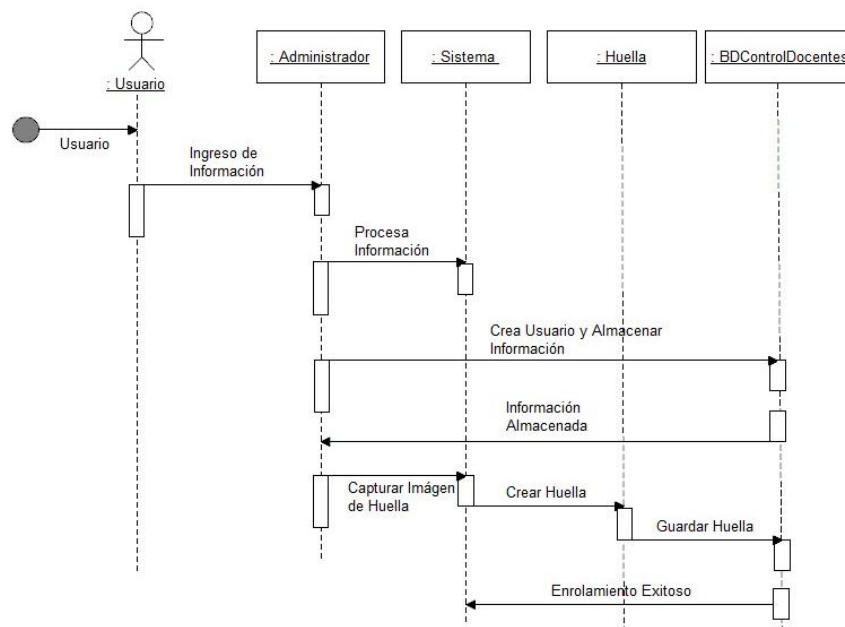 : Usuario
: Administrador
: Sistema
: Huella
: BDControlDocentes
Usuario
Ingreso de
Información
Procesa
Información
Crea Usuario y Almacenar
Información
Información
Almacenada
Capturar Imágen
de Huella
Crear Huella
Guardar Huella
Enrolamiento Exitoso